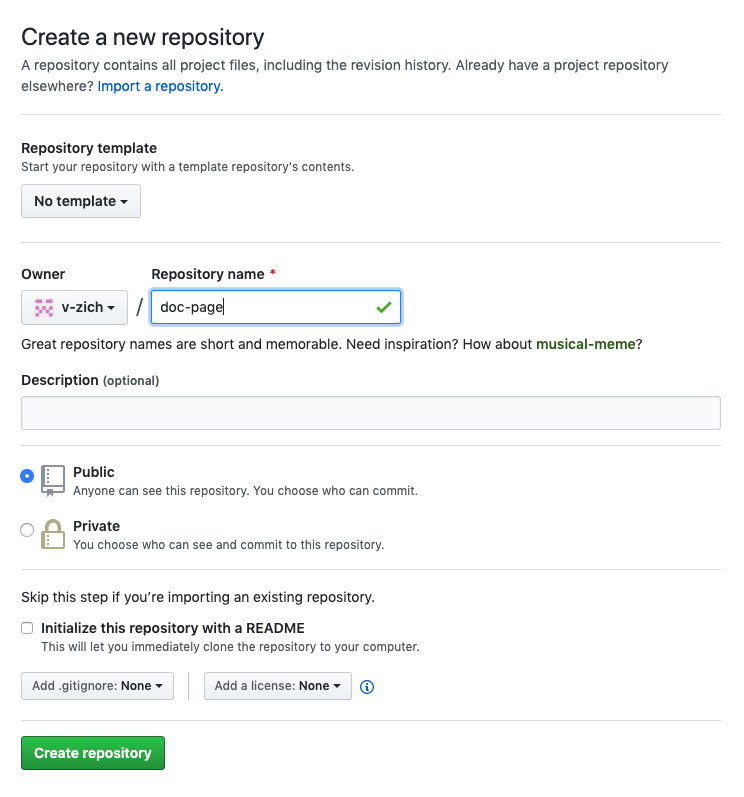 Create a new repository
A repository contains all project files, including the revision history. Already have a project repository
elsewhere? Import a repository.
Repository template
Start your repository with a template repository's contents.
No template
Owner Repository name *
v-zich / doc-page
Great repository names are short and memorable. Need inspiration? How about musical-meme?
Description (optional)
Public
Anyone can see this repository. You choose who can commit.
Private
You choose who can see and commit to this repository.
Skip this step if you’re importing an existing repository.
Initialize this repository with a README
This will let you immediately clone the repository to your computer.
Add .gitignore: None Add a license: None
Create repository